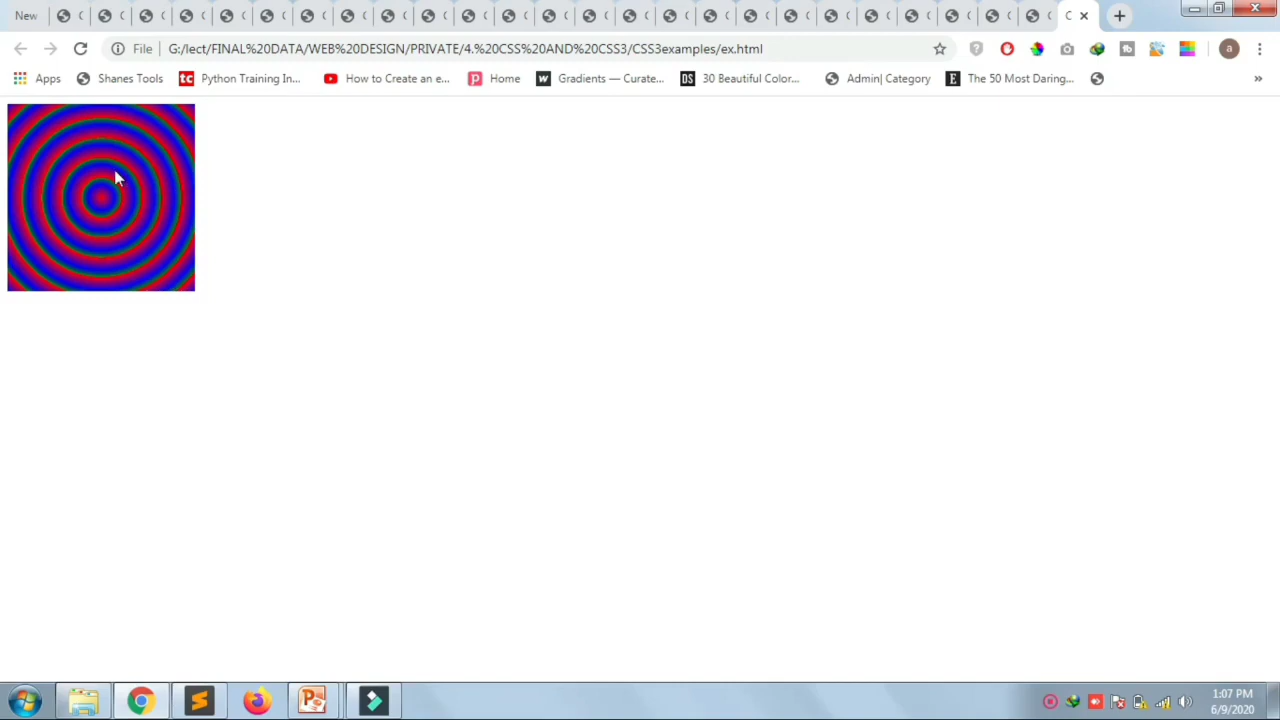 New
File G:/lect/FINAL%20DATA/WEB%20DESIGN/PRIVATE/4.%20CSS%20AND%20CSS3/CSS3examples/ex.html a
Apps Shanes Tools tc Python Training In... How to Create an e... Home w Gradients — Curate... DS 30 Beautiful Color... Admin| Category E The 50 Most Daring... »
1:07 PM
6/9/2020